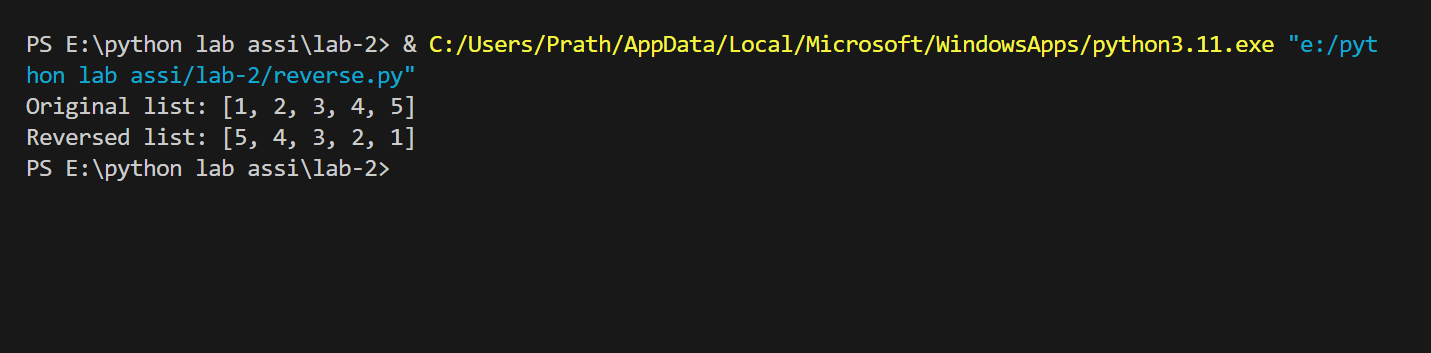 PS E:\python lab assi\lab-2> & C:/Users/Prath/AppData/Local/Microsoft/WindowsApps/python3.11.exe "e:/pyt
hon lab assi/lab-2/reverse.py"
Original list: [1, 2, 3, 4, 5]
Reversed list: [5, 4, 3, 2, 1]
PS E:\python lab assi\lab-2>